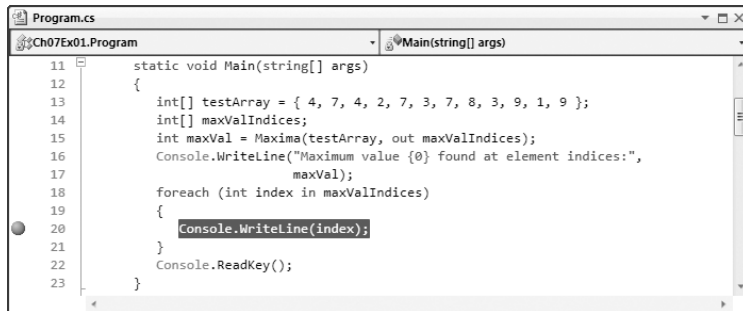 Program.cs
Ch07Ex01.Program Main(string[] args)
11 static void Main(string[] args)
12 {
13 int[] testArray = { 4, 7, 4, 2, 7, 3, 7, 8, 3, 9, 1, 9 };
14 int[] maxValIndices;
15 int maxVal = Maxima(testArray, out maxValIndices);
16 Console.WriteLine("Maximum value {0} found at element indices:",
17 maxVal);
18 foreach (int index in maxValIndices)
19 {
20 Console.WriteLine(index);
21 }
22 Console.ReadKey();
23 }